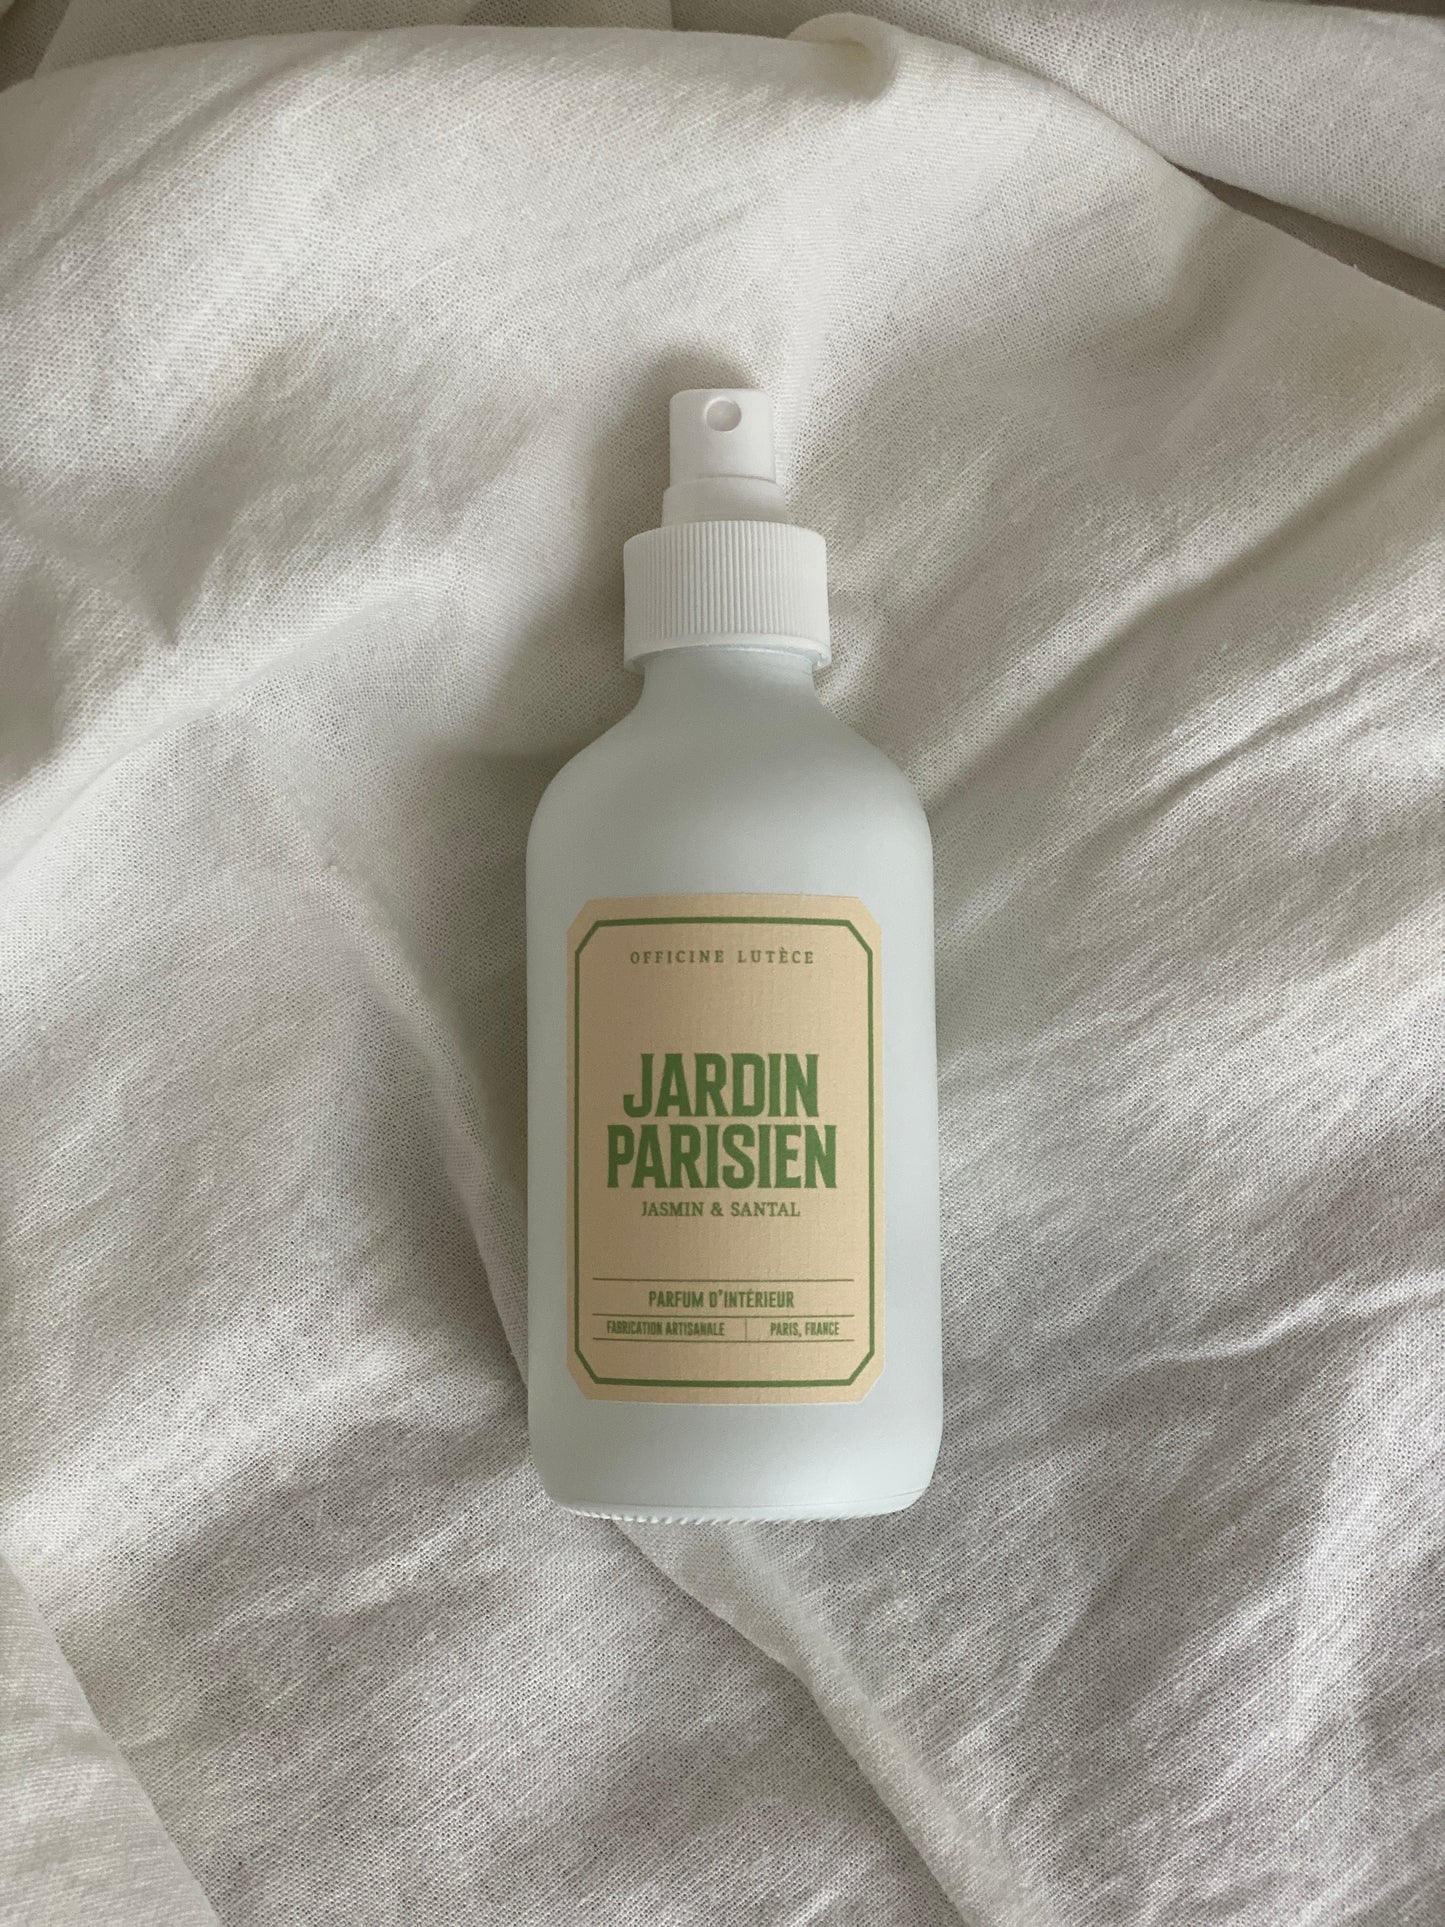 OFFICINE LUTÈCE
JARDIN
PARISIEN
JASMIN & SANTAL
PARFUM D'INTÉRIEUR
FABRICATION ARTISANALE
PARIS, FRANCE